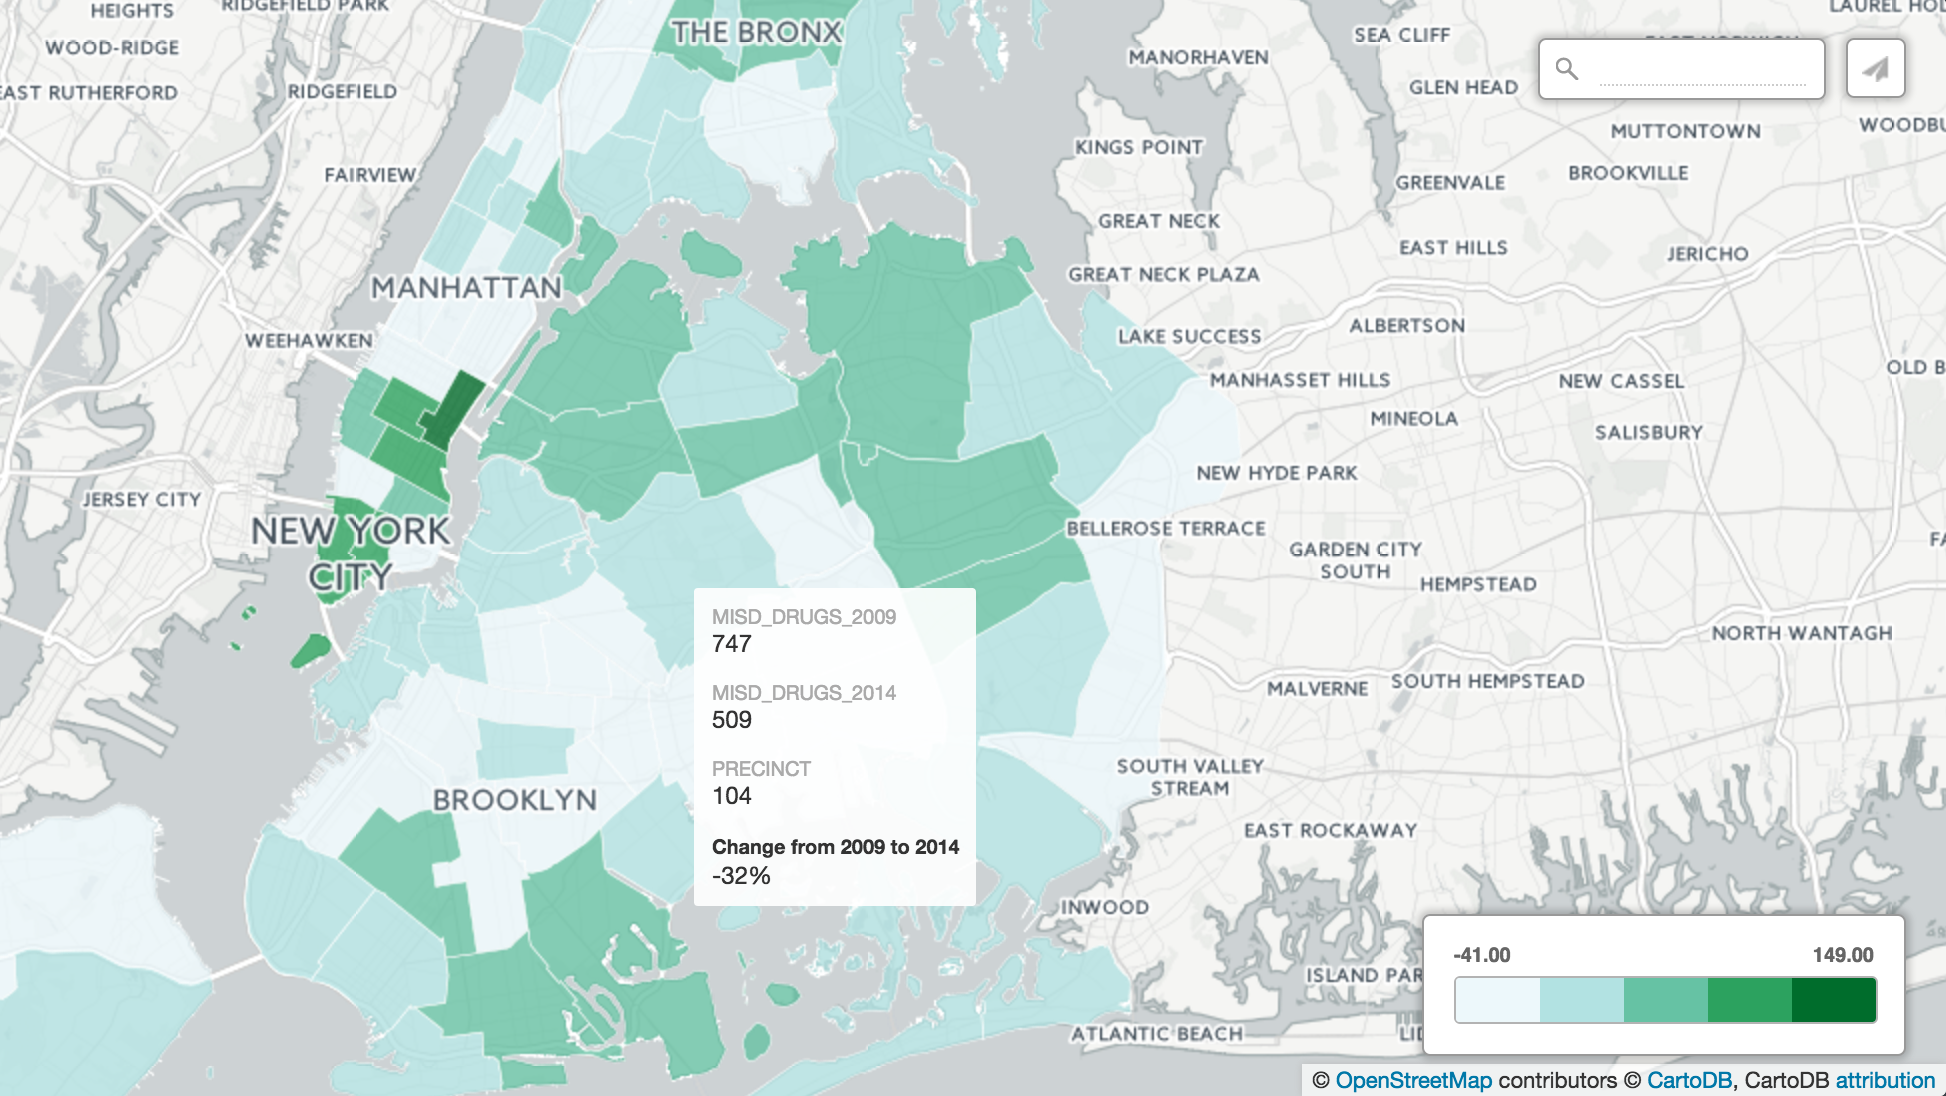 HEIGHTS
RIDGEFIELD PARK
THE BRONX
LAUREL HOL
WOOD-RIDGE
SEA CLIFF
MANORHAVEN
EAST RUTHERFORD
RIDGEFIELD
GLEN HEAD
MUTTONTOWN
WOODBU
KINGS POINT
FAIRVIEW
GREENVALE
BROOKVILLE
GREAT NECK
EAST HILLS
JERICHO
GREAT NECK PLAZA
MANHATTAN
ALBERTSON
WEEHAWKEN
LAKE SUCCESS
OLD B
MANHASSET HILLS
NEW CASSEL
MINEOLA
SALISBURY
NEW HYDE PARK
JERSEY CITY
NEW YORK
CITY
BELLEROSE TERRACE
FA
GARDEN CITY
SOUTH
HEMPSTEAD
NORTH WANTAGH
MALVERNE
SOUTH HEMPSTEAD
MISD_DRUGS_2009
747
MISD_DRUGS_2014
509
PRECINCT
104
Change from 2009 to 2014
-32%
SOUTH VALLEY
STREAM
BROOKLYN
EAST ROCKAWAY
INWOOD
ISLAND PAR
ATLANTIC BEACH
LID
-41.00 149.00
© OpenStreetMap contributors © CartoDB, CartoDB attribution